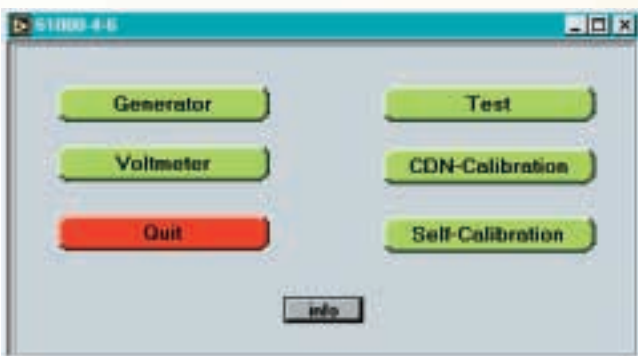 61000-4-6
Generator
Test
Voltmeter
CDN-Calibration
Quit
Self-Calibration
info